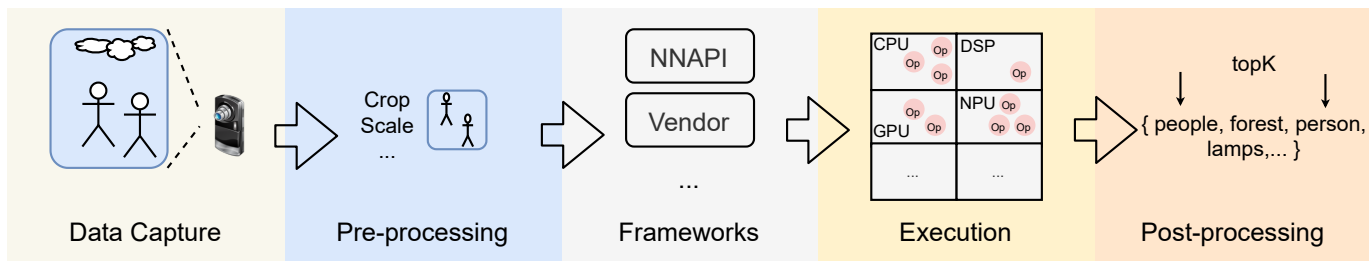 Crop
Scale
...
NNAPI
Vendor
...
CPU
Op
Op
Op
DSP
Op
GPU
Op
Op
NPU
Op
Op
Op
...
...
topK
{ people, forest, person,
lamps,... }
Data Capture
Pre-processing
Frameworks
Execution
Post-processing